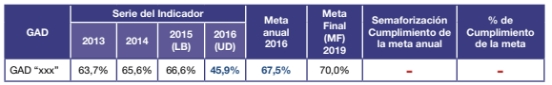 GAD
Serie del Indicador
2013
2014
2015
(LB)
2016
(UD)
Meta
anual
2016
Meta
Final
(MF)
2019
Semaforización
Cumplimiento de
la meta anual
% de
Cumplimiento
de la meta
GAD “xxx”
63,7%
65,6%
66,6%
45,9%
67,5%
70,0%
–
–